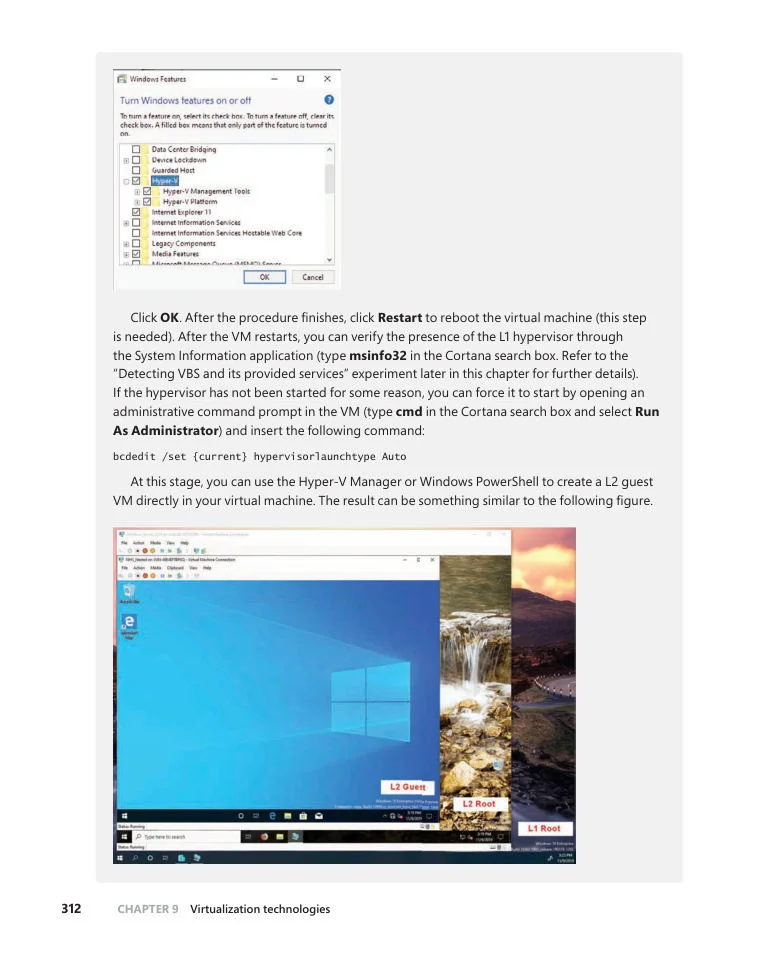 Windows Features
Turn Windows features on or off
To turn a feature on, select its check box. To turn a feature off, clear its
check box. A filled box means that only part of the feature is turned
on.
Data Center Bridging
Device Lockdown
Guarded Host
Hyper-V
Hyper-V Management Tools
Hyper-V Platform
Internet Explorer 11
Internet Information Services
Internet Information Services Hostable Web Core
Legacy Components
Media Features
Microsoft Message Queue (MSMQ) Server
OK Cancel
Click OK. After the procedure finishes, click Restart to reboot the virtual machine (this step
is needed). After the VM restarts, you can verify the presence of the L1 hypervisor through
the System Information application (type msinfo32 in the Cortana search box. Refer to the
“Detecting VBS and its provided services” experiment later in this chapter for further details).
If the hypervisor has not been started for some reason, you can force it to start by opening an
administrative command prompt in the VM (type cmd in the Cortana search box and select Run
As Administrator) and insert the following command:
bcdedit /set {current} hypervisorlaunchtype Auto
At this stage, you can use the Hyper-V Manager or Windows PowerShell to create a L2 guest
VM directly in your virtual machine. The result can be something similar to the following figure.
File Action Media View Help
File Action Media Clipboard View Help
L2 Guest
L2 Root
L1 Root
Status: Running
Type here to search
Status: Running
312 CHAPTER 9 Virtualization technologies